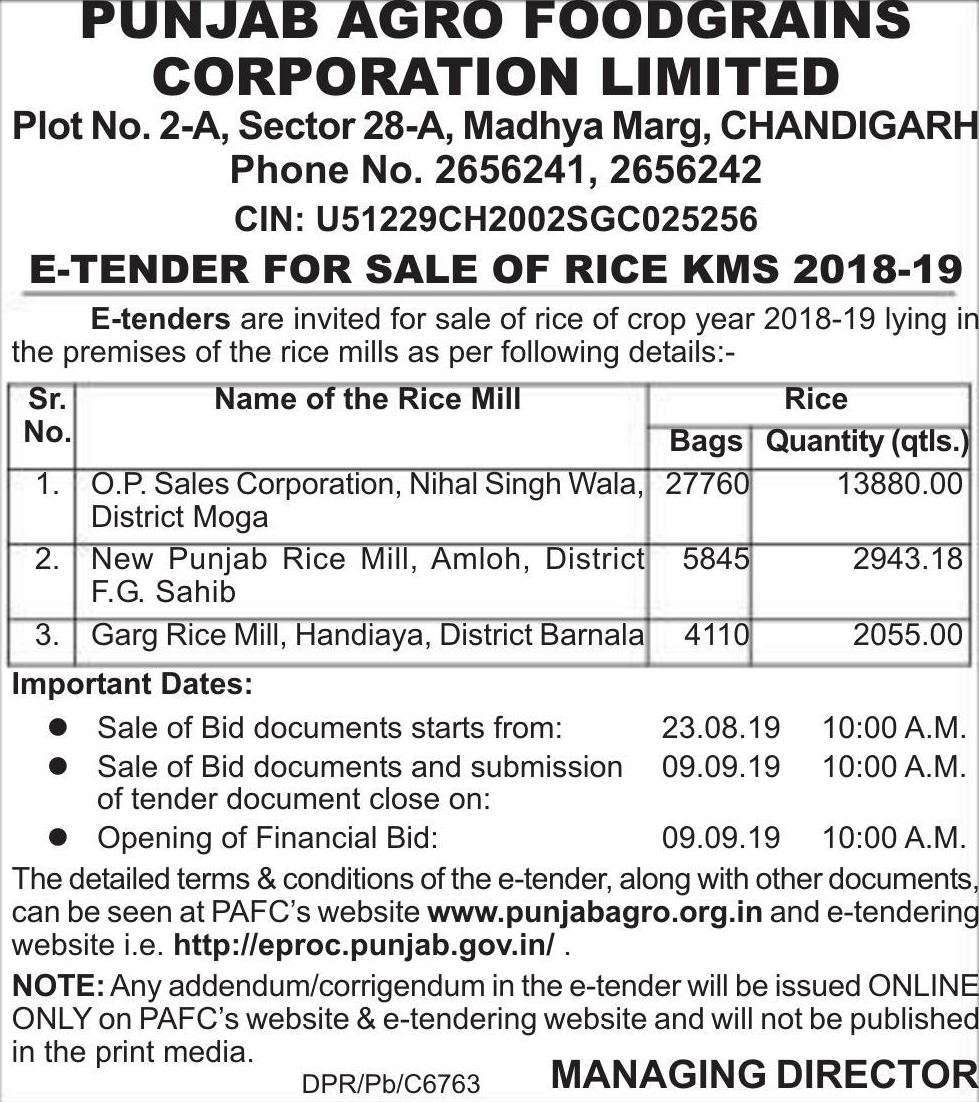 PUNJAB AGRO FOODGRAINS
CORPORATION LIMITED
Plot No. 2-A, Sector 28-A, Madhya Marg, CHANDIGARH
Phone No. 2656241, 2656242
CIN: U51229CH2002SGC025256
E-TENDER FOR SALE OF RICE KMS 2018-19
E-tenders are invited for sale of rice of crop year 2018-19 lying in
the premises of the rice mills as per following details:-
Sr. No. Name of the Rice Mill Rice
Bags Quantity (qtls.)
1. O.P. Sales Corporation, Nihal Singh Wala, 27760 13880.00
District Moga
2. New Punjab Rice Mill, Amloh, District 5845 2943.18
F.G. Sahib
3. Garg Rice Mill, Handiaya, District Barnala 4110 2055.00
Important Dates:
● Sale of Bid documents starts from: 23.08.19 10:00 A.M.
● Sale of Bid documents and submission 09.09.19 10:00 A.M.
of tender document close on:
● Opening of Financial Bid: 09.09.19 10:00 A.M.
The detailed terms & conditions of the e-tender, along with other documents,
can be seen at PAFC's website www.punjabagro.org.in and e-tendering
website i.e. http://eproc.punjab.gov.in/ .
NOTE: Any addendum/corrigendum in the e-tender will be issued ONLINE
ONLY on PAFC's website & e-tendering website and will not be published
in the print media.
DPR/Pb/C6763 MANAGING DIRECTOR